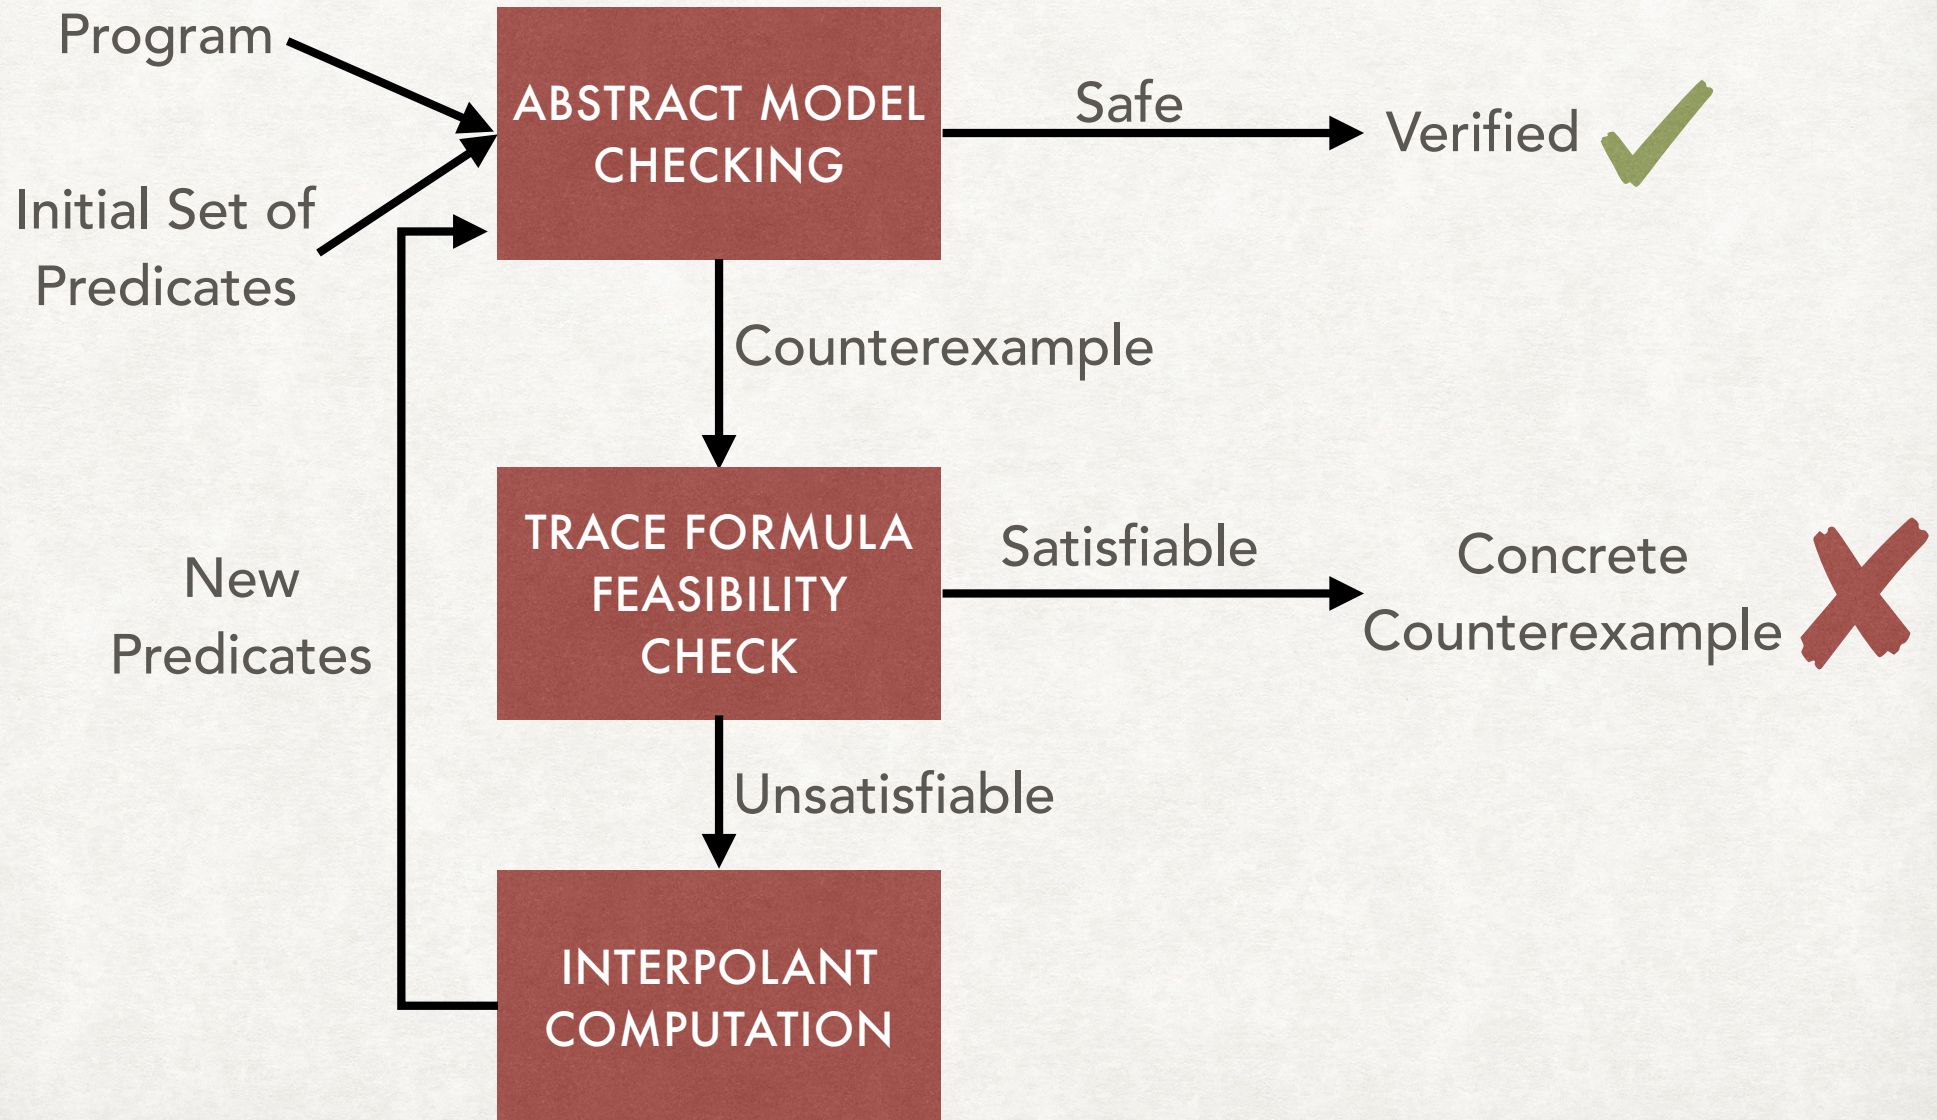 Program
Initial Set of
Predicates
ABSTRACT MODEL
CHECKING
Safe
Verified
Counterexample
TRACE FORMULA
FEASIBILITY
CHECK
Satisfiable
Concrete
Counterexample
New
Predicates
Unsatisfiable
INTERPOLANT
COMPUTATION